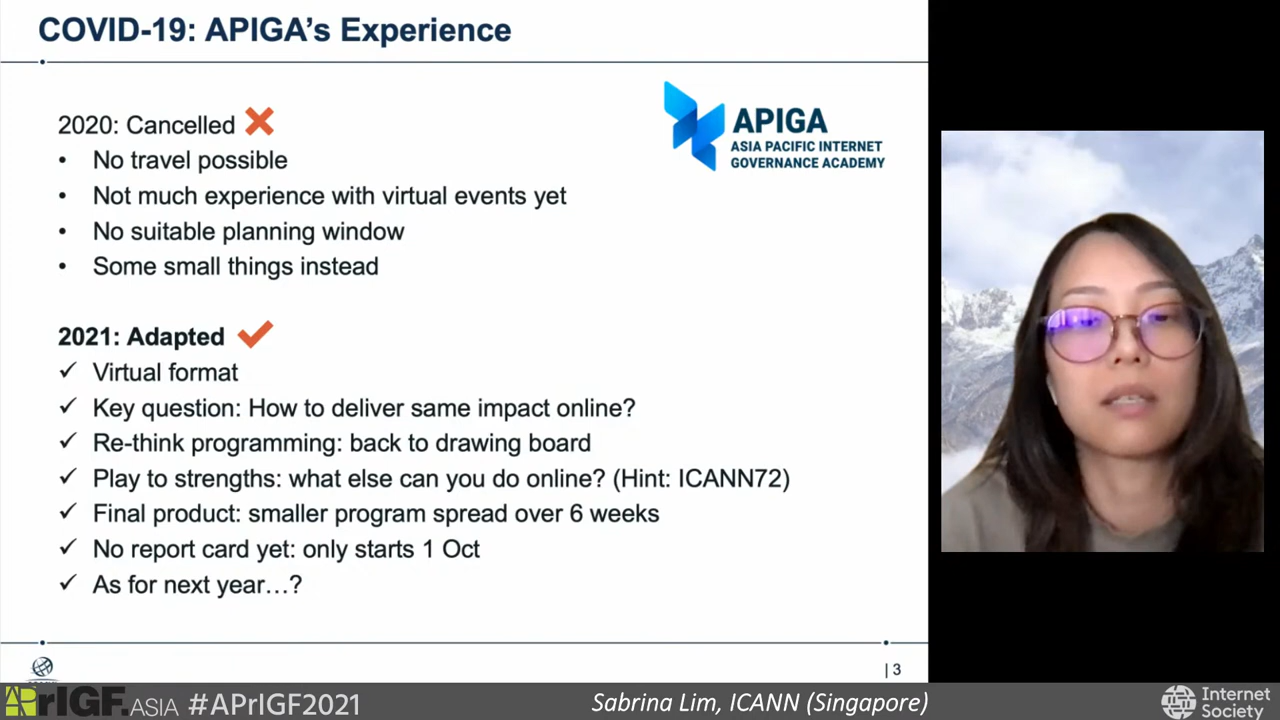 COVID-19: APIGA's Experience
2020: Cancelled
• No travel possible
• Not much experience with virtual events yet
• No suitable planning window
• Some small things instead
APIGA
ASIA PACIFIC INTERNET
GOVERNANCE ACADEMY
2021: Adapted
✓ Virtual format
✓ Key question: How to deliver same impact online?
✓ Re-think programming: back to drawing board
✓ Play to strengths: what else can you do online? (Hint: ICANN72)
✓ Final product: smaller program spread over 6 weeks
✓ No report card yet: only starts 1 Oct
✓ As for next year…?
| 3
APrIGF.ASIA #APrIGF2021
Sabrina Lim, ICANN (Singapore)
Internet
Society